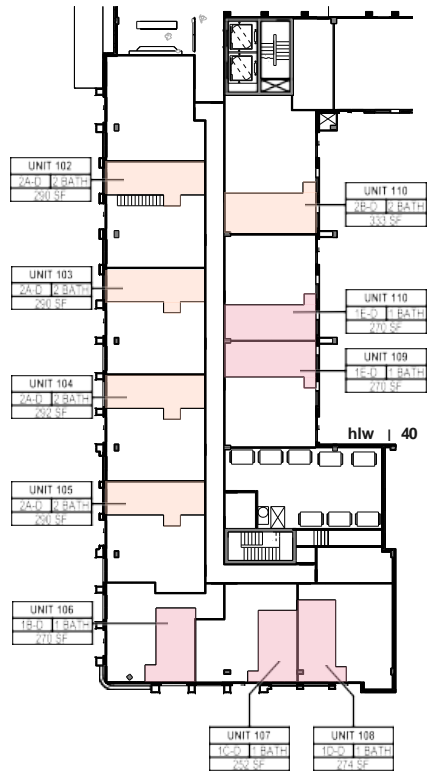 UNIT 102
2A-D 2 BATH
290 SF
UNIT 110
2B-D 2 BATH
333 SF
UNIT 103
2A-D 2 BATH
290 SF
UNIT 110
1E-D 1 BATH
270 SF
UNIT 109
1E-D 1 BATH
270 SF
UNIT 104
2A-D 2 BATH
292 SF
hlw | 40
UNIT 105
2A-D 2 BATH
290 SF
UNIT 106
1B-D 1 BATH
270 SF
UNIT 107
1C-D 1 BATH
252 SF
UNIT 108
1D-D 1 BATH
274 SF